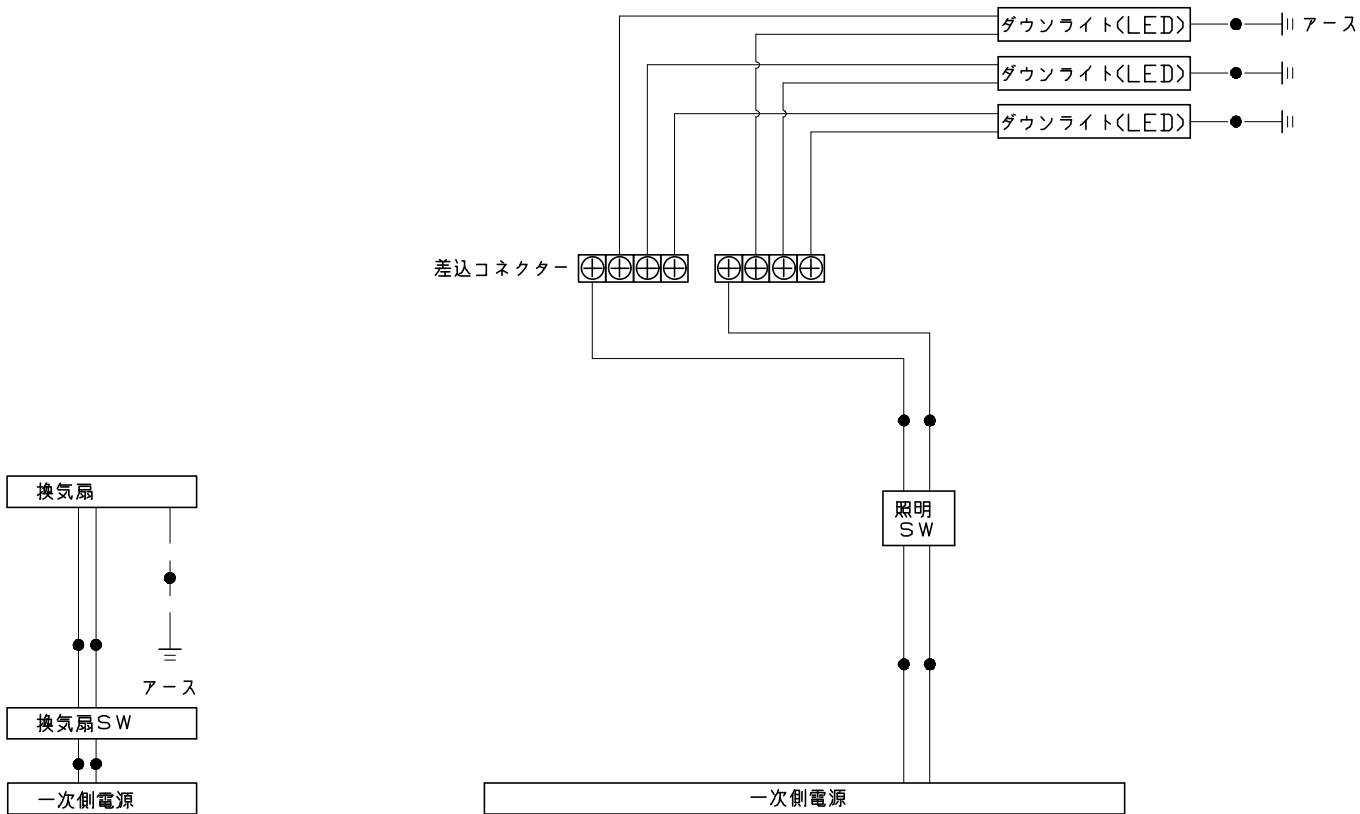 ダウンライト(LED)
アース
ダウンライト(LED)
ダウンライト(LED)
差込コネクター
換気扇
照明
SW
アース
換気扇SW
一次側電源
一次側電源